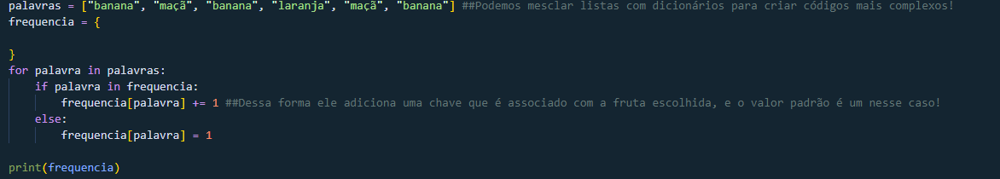 palavras = ["banana", "maçã", "banana", "laranja", "maçã", "banana"] ##Podemos mesclar listas com dicionários para criar códigos mais complexos!
frequencia = {
}
for palavra in palavras:
    if palavra in frequencia:
        frequencia[palavra] += 1 ##Dessa forma ele adiciona uma chave que é associado com a fruta escolhida, e o valor padrão é um nesse caso!
    else:
        frequencia[palavra] = 1
print(frequencia)